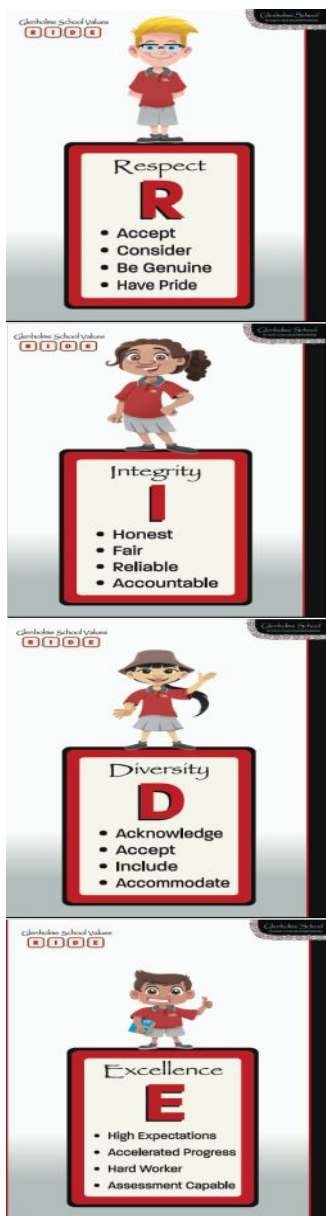 Glenholme School Values
R I D E
Glenholme School
Respect
R
• Accept
• Consider
• Be Genuine
• Have Pride
Glenholme School Values
R I D E
Glenholme School
Integrity
I
• Honest
• Fair
• Reliable
• Accountable
Glenholme School Values
R I D E
Glenholme School
Diversity
D
• Acknowledge
• Accept
• Include
• Accommodate
Glenholme School Values
R I D E
Glenholme School
Excellence
E
• High Expectations
• Accelerated Progress
• Hard Worker
• Assessment Capable